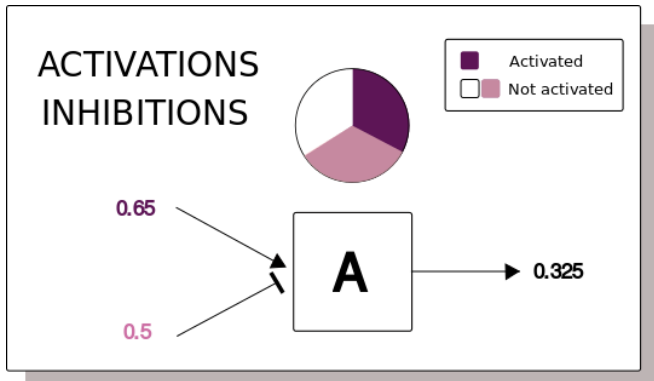 ACTIVATIONS
INHIBITIONS
Activated
Not activated
0.65
A
0.325
0.5